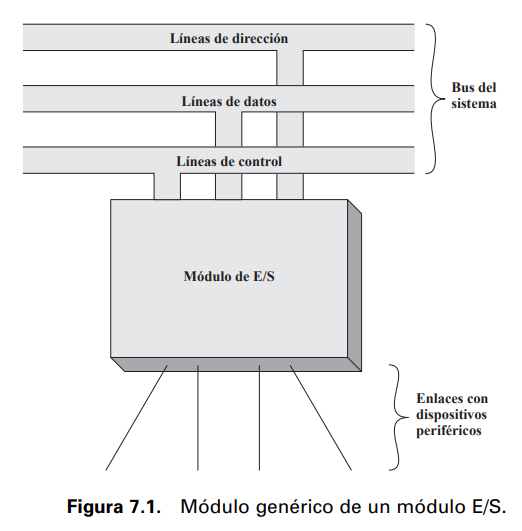 Líneas de dirección
Líneas de datos
Líneas de control
Bus del
sistema
Módulo de E/S
Enlaces con
dispositivos
periféricos
Figura 7.1. Módulo genérico de un módulo E/S.